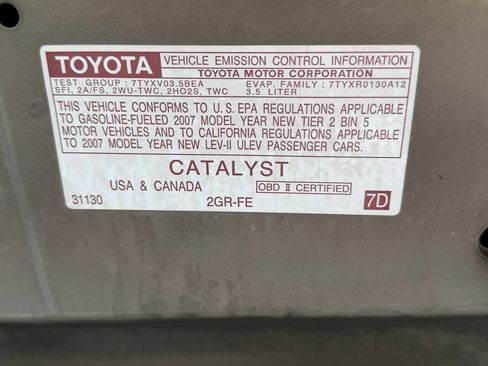 TOYOTA VEHICLE EMISSION CONTROL INFORMATION
TOYOTA MOTOR CORPORATION
TEST GROUP : 7TYXV03.5BEA EVAP. FAMILY : 7TYXR0130A12
SFI, 2A/FS, 2WU-TWC, 2HO2S, TWC 3.5 LITER
THIS VEHICLE CONFORMS TO U.S.EPA REGULATIONS APPLICABLE
TO GASOLINE-FUELED 2007 MODEL YEAR NEW TIER 2 BIN 5
MOTOR VEHICLES AND TO CALIFORNIA REGULATIONS APPLICABLE
TO 2007 MODEL YEAR NEW LEV-II ULEV PASSENGER CARS.
CATALYST
USA & CANADA OBD II CERTIFIED
31130 2GR-FE 7D